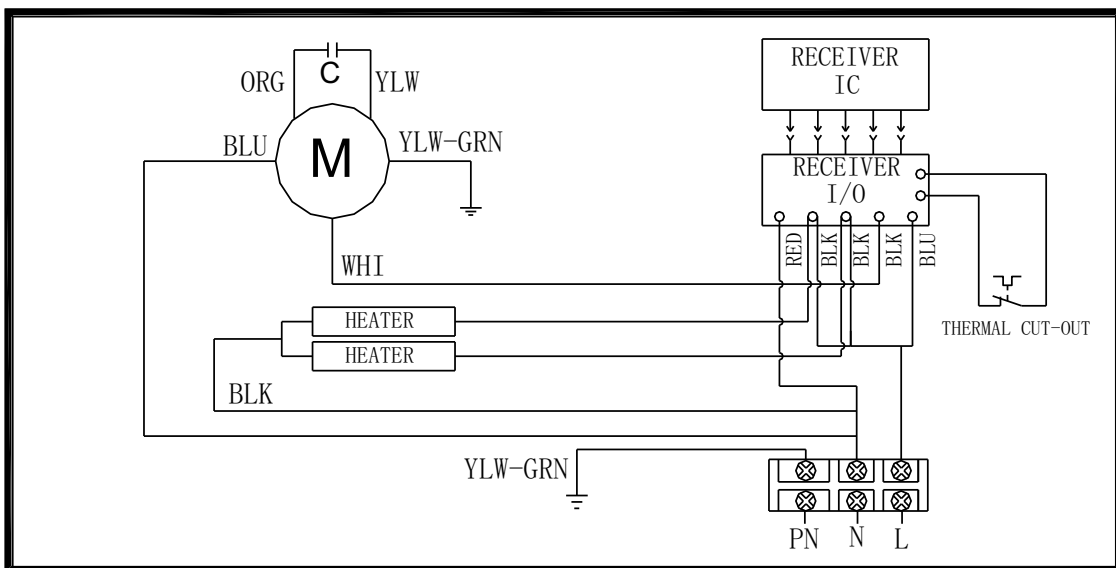 C
ORG
YLW
BLU
M
YLW-GRN
WHI
RECEIVER
IC
RECEIVER
I/O
RED
BLK
BLK
BLK
BLU
THERMAL CUT-OUT
HEATER
HEATER
BLK
YLW-GRN
PN
N
L